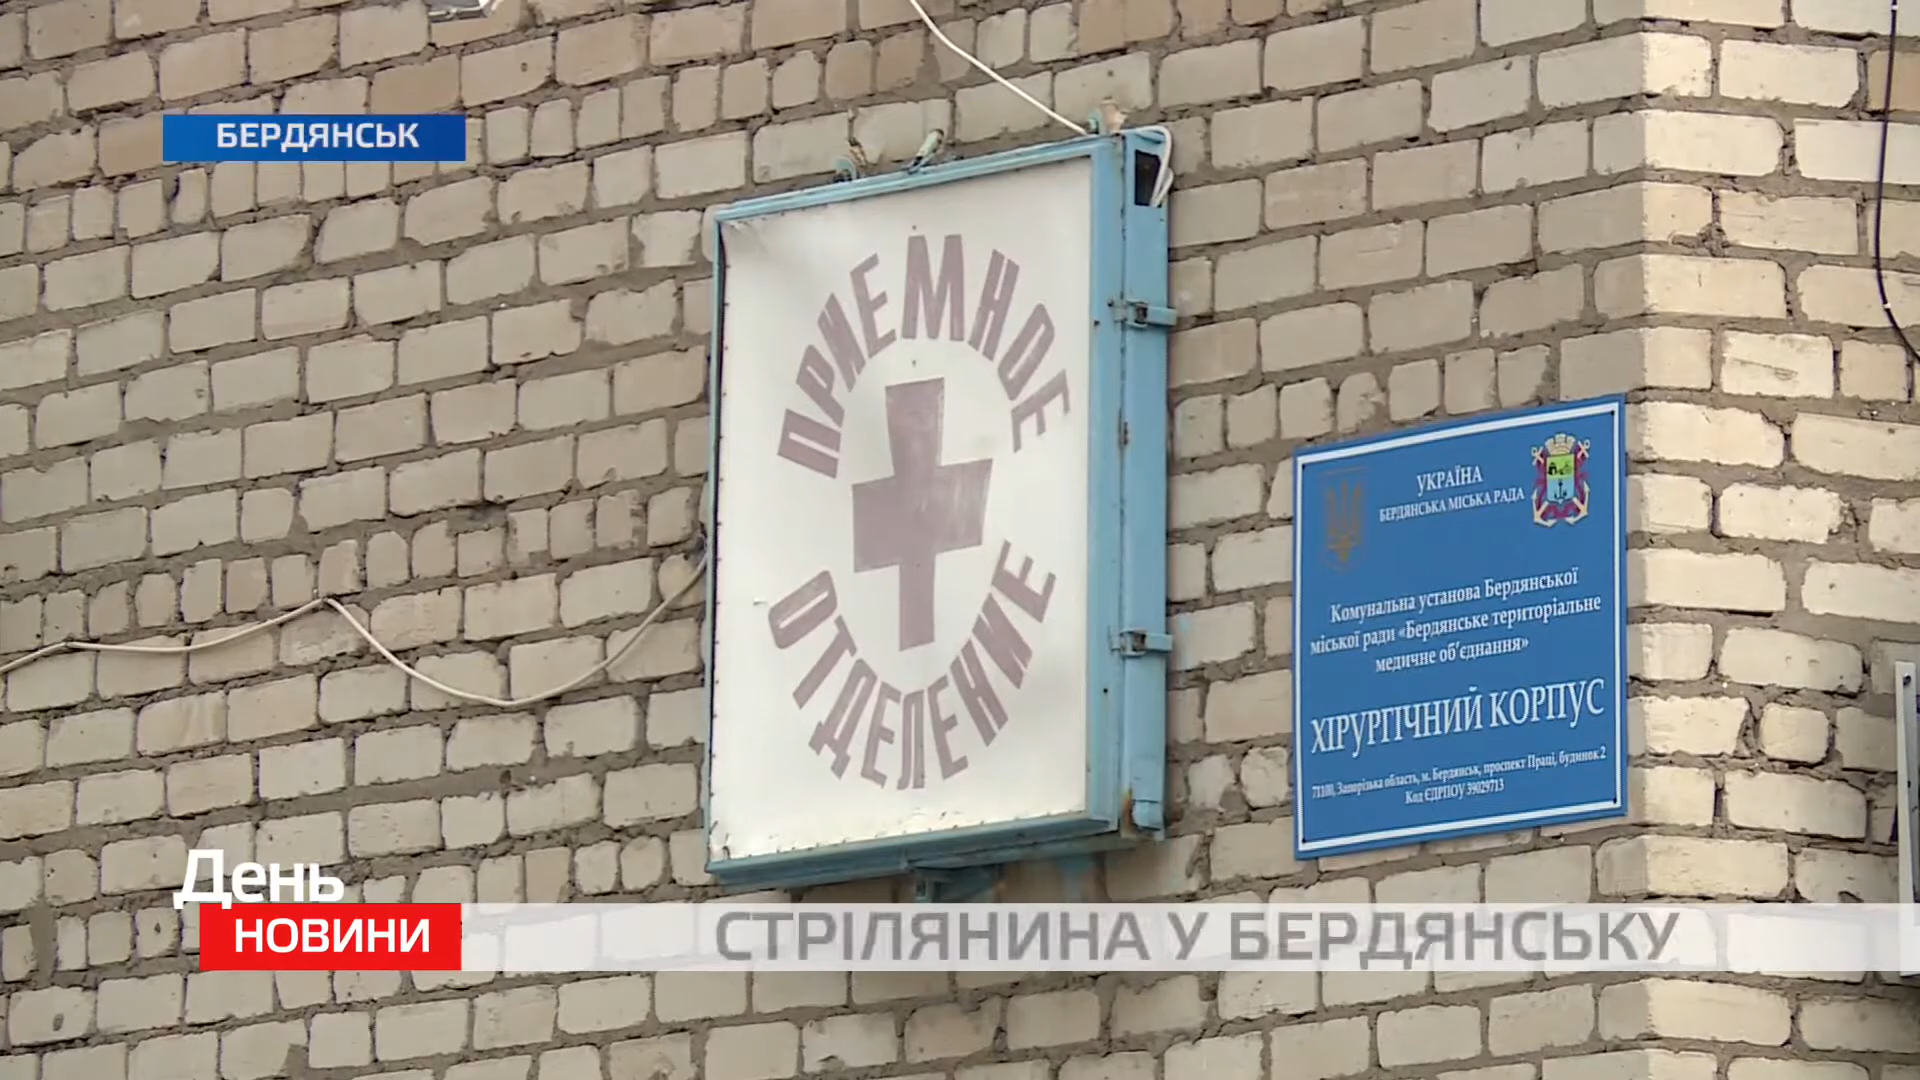 БЕРДЯНСЬК
ПРИЕМНОЕ
ОТДЕЛЕНИЕ
УКРАЇНА
БЕРДЯНСЬКА МІСЬКА РАДА
Комунальна установа Бердянської
міської ради «Бердянське територіальне
медичне об'єднання»
ХІРУРГІЧНИЙ КОРПУС
71100, Запорізька область, м. Бердянськ, проспект Праці, будинок 2
Код ЄДРПОУ 39029713
День
НОВИНИ
СТРІЛЯНИНА У БЕРДЯНСЬКУ